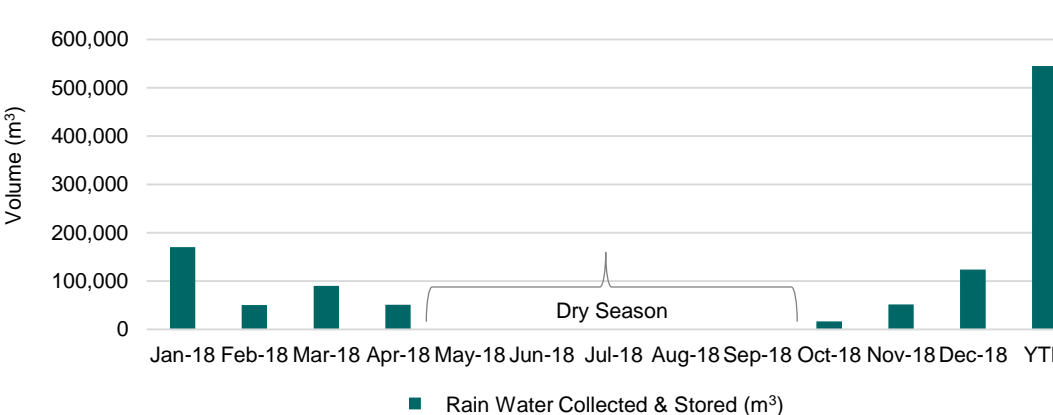 600,000
500,000
400,000
300,000
200,000
100,000
0
Volume (m³)
Dry Season
Jan-18 Feb-18 Mar-18 Apr-18 May-18 Jun-18 Jul-18 Aug-18 Sep-18 Oct-18 Nov-18 Dec-18
Rain Water Collected & Stored (m³)